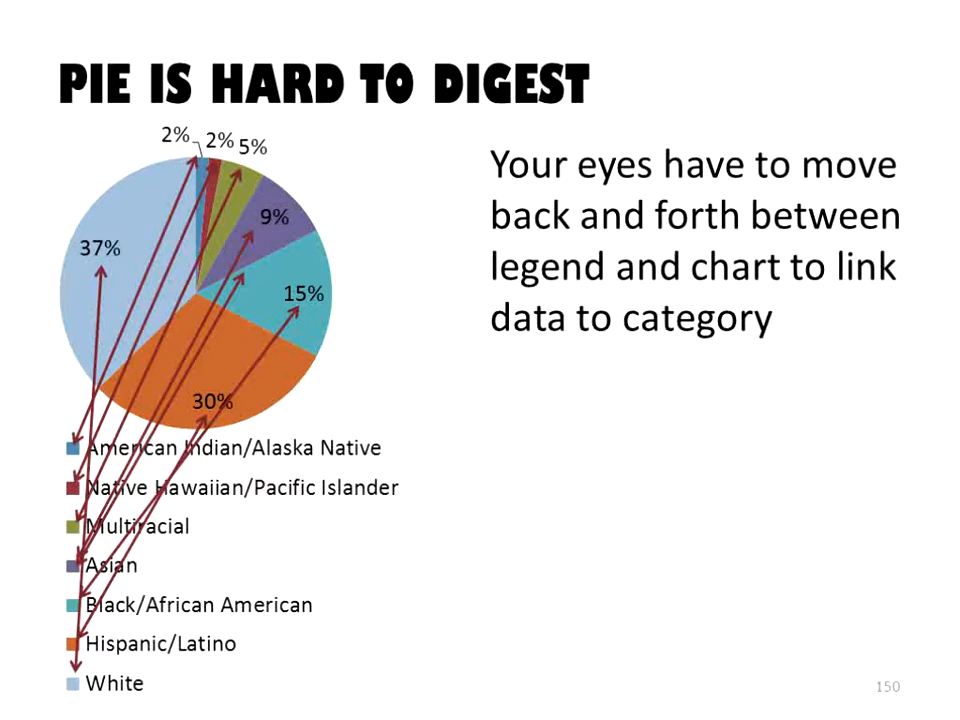 PIE IS HARD TO DIGEST
2%
2%
5%
9%
37%
15%
30%
Your eyes have to move
back and forth between
legend and chart to link
data to category
American Indian/Alaska Native
Native Hawaiian/Pacific Islander
Multiracial
Asian
Black/African American
Hispanic/Latino
White
150